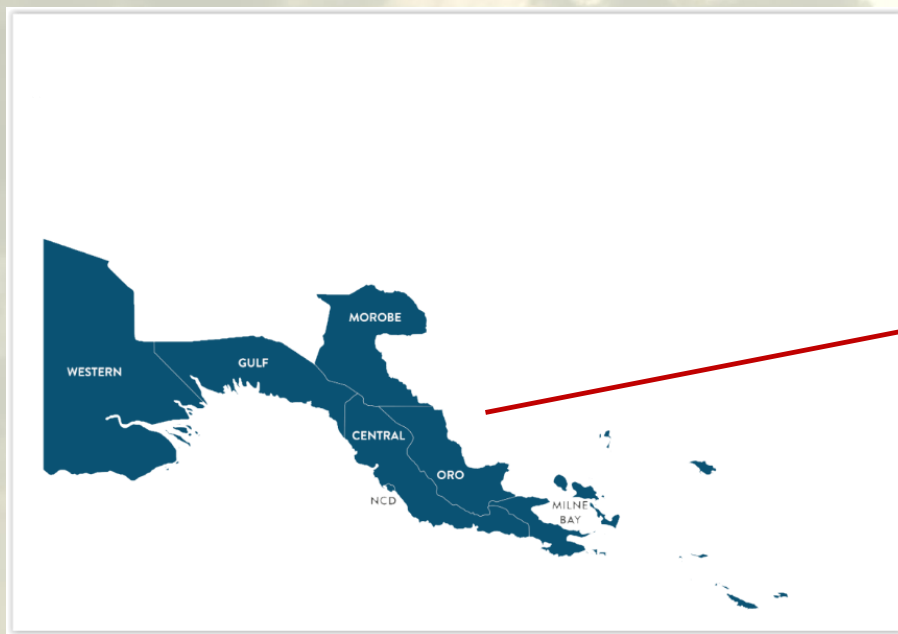 MOROBE
WESTERN
GULF
CENTRAL
ORO
NCD
MILNE
BAY